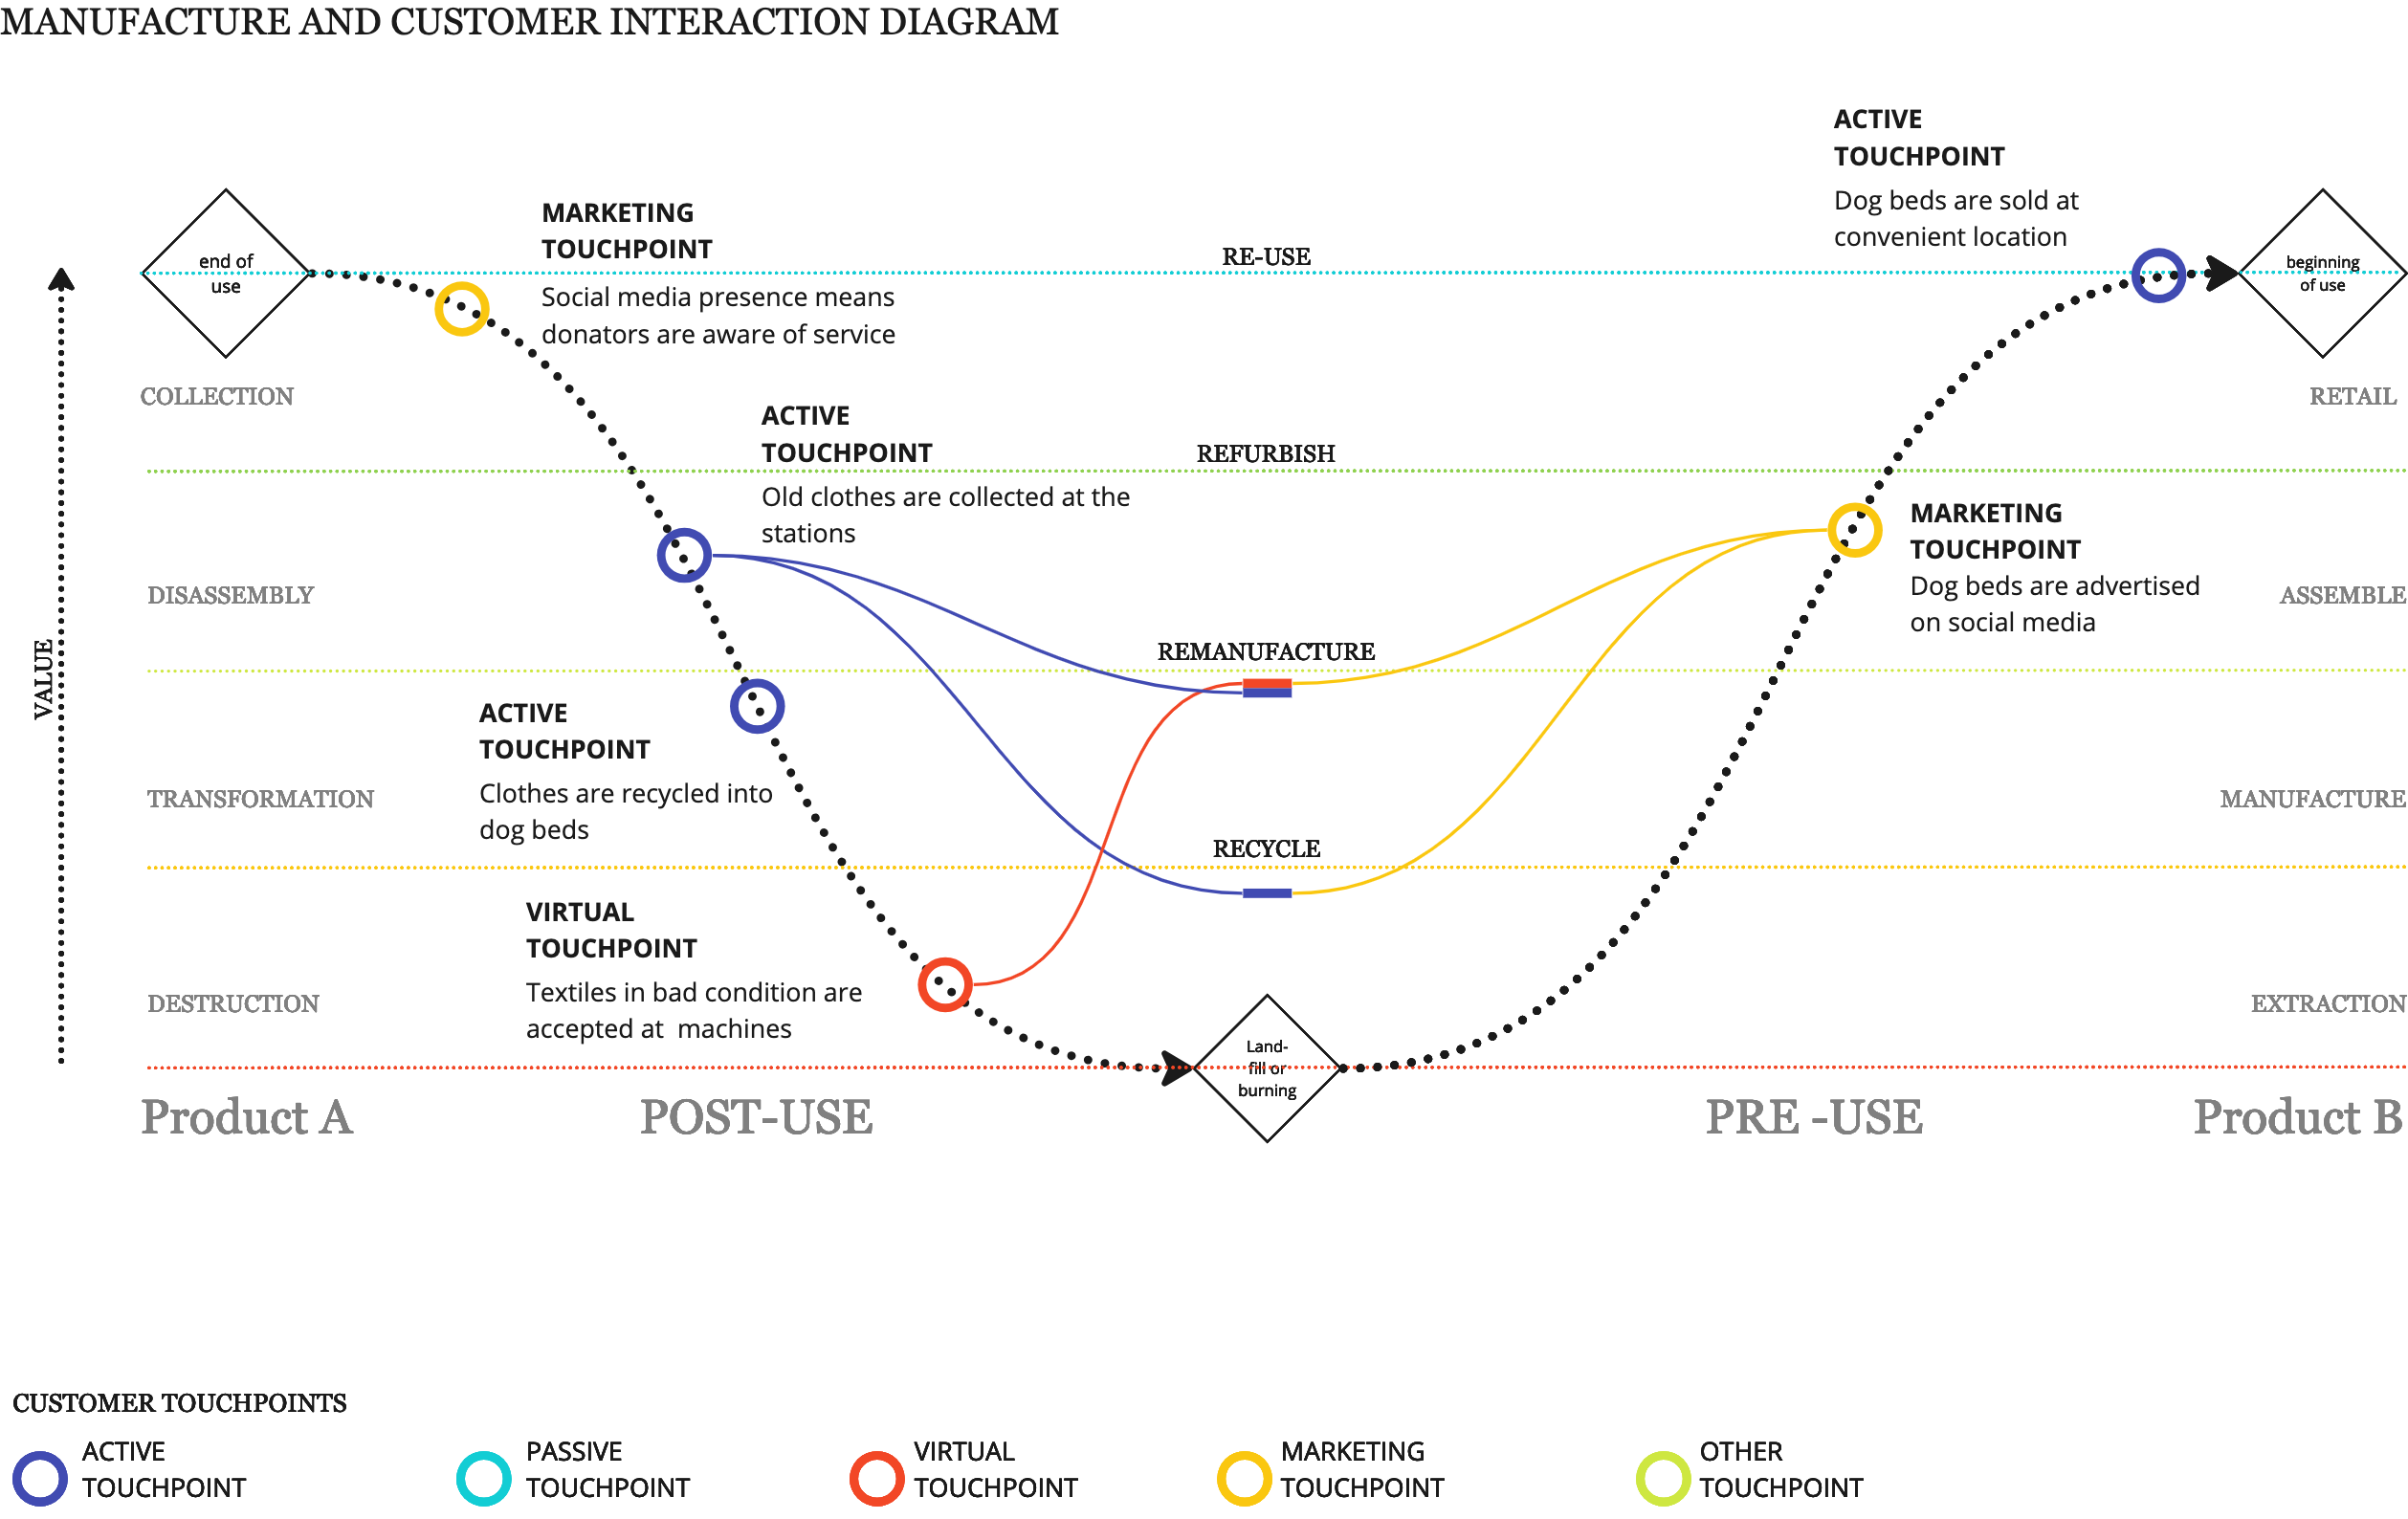 MANUFACTURE AND CUSTOMER INTERACTION DIAGRAM
ACTIVE
TOUCHPOINT
Dog beds are sold at
convenient location
MARKETING
TOUCHPOINT
Social media presence means
donators are aware of service
end of
use
RE-USE
beginning
of use
COLLECTION
RETAIL
ACTIVE
TOUCHPOINT
Old clothes are collected at the
stations
REFURBISH
MARKETING
TOUCHPOINT
Dog beds are advertised
on social media
DISASSEMBLY
ASSEMBLE
VALUE
REMANUFACTURE
ACTIVE
TOUCHPOINT
Clothes are recycled into
dog beds
TRANSFORMATION
MANUFACTURE
RECYCLE
VIRTUAL
TOUCHPOINT
Textiles in bad condition are
accepted at  machines
DESTRUCTION
EXTRACTION
Land-
fill or
burning
Product A
POST-USE
PRE -USE
Product B
CUSTOMER TOUCHPOINTS
ACTIVE
TOUCHPOINT
PASSIVE
TOUCHPOINT
VIRTUAL
TOUCHPOINT
MARKETING
TOUCHPOINT
OTHER
TOUCHPOINT